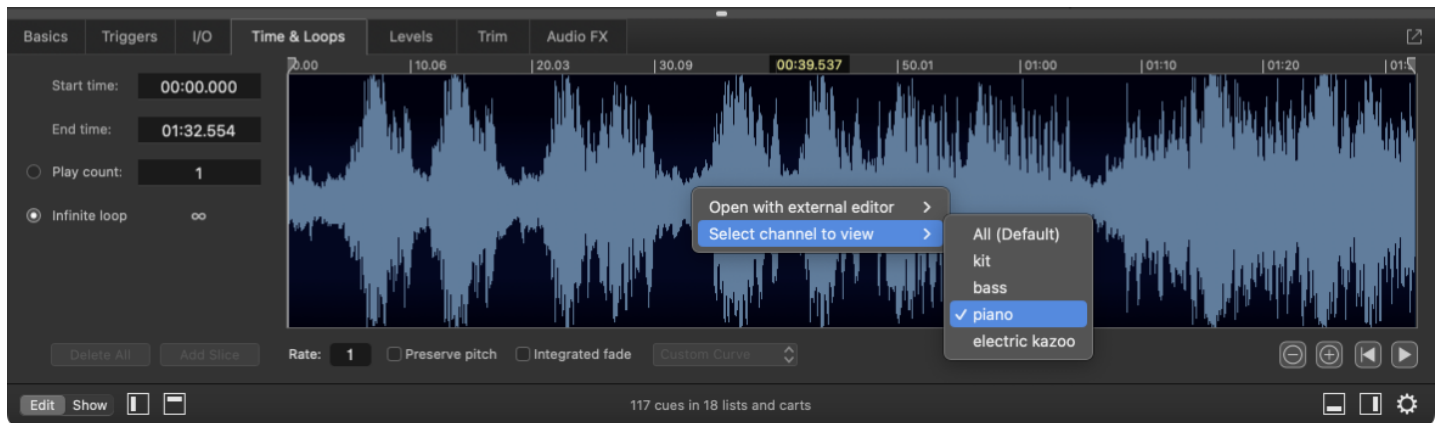 Basics Triggers I/O Time & Loops Levels Trim Audio FX
0.00 10.06 20.03 30.09 00:39.537 50.01 01:00 01:10 01:20
Start time: 00:00.000
End time: 01:32.554
Play count: 1
Infinite loop ∞
Open with external editor
Select channel to view
All (Default)
kit
bass
piano
electric kazoo
Delete All Add Slice Rate: 1 Preserve pitch Integrated fade Custom Curve
Edit Show 117 cues in 18 lists and carts